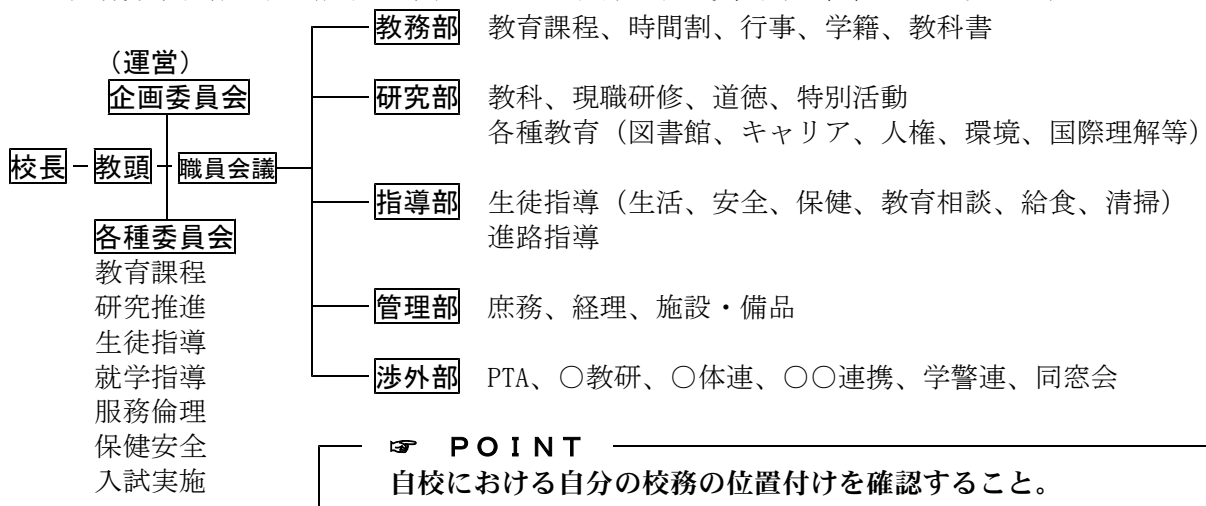 教務部 教育課程、時間割、行事、学籍、教科書
(運営)
企画委員会
研究部 教科、現職研修、道徳、特別活動
各種教育(図書館、キャリア、人権、環境、国際理解等)
校長 教頭 職員会議
指導部 生徒指導(生活、安全、保健、教育相談、給食、清掃)
進路指導
各種委員会
教育課程
研究推進
生徒指導
就学指導
服務倫理
保健安全
入試実施
管理部 庶務、経理、施設・備品
渉外部 PTA、○教研、○体連、○○連携、学警連、同窓会
☞ POINT
自校における自分の校務の位置付けを確認すること。